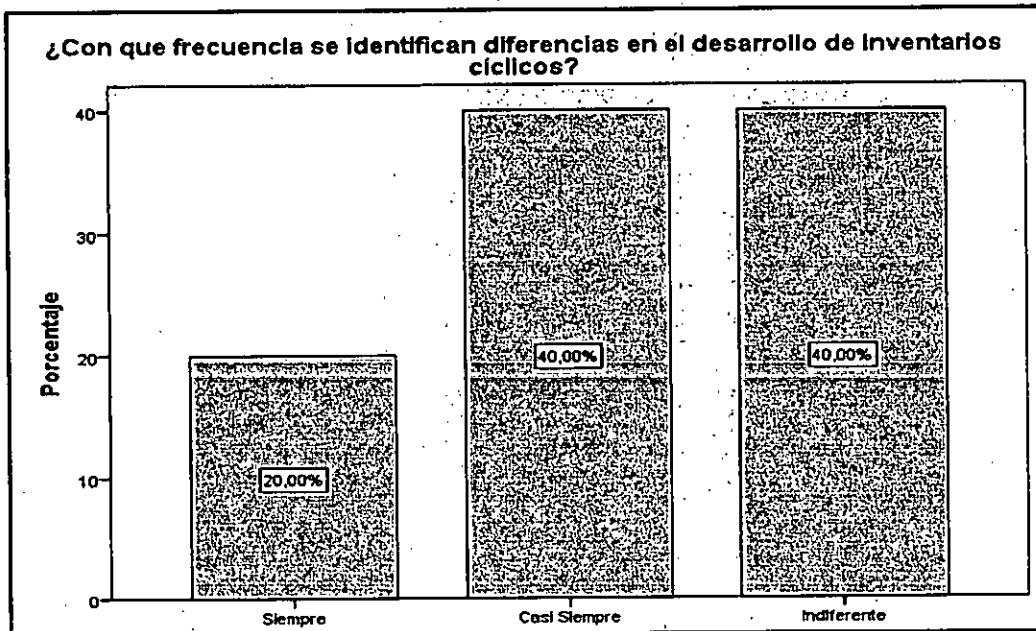 ¿Con que frecuencia se identifican diferencias en el desarrollo de inventarios
cíclicos?
40
30
20
10
0
Porcentaje
20,00%
40,00%
40,00%
Siempre
Casi Siempre
Indiferente